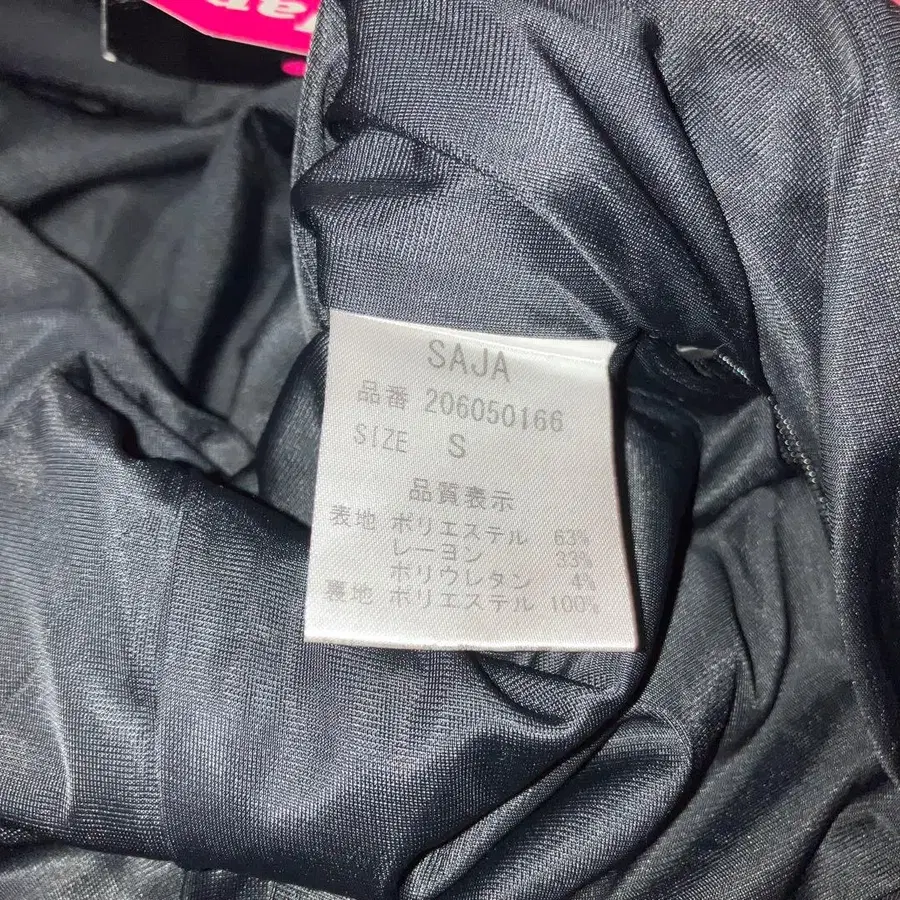 SAJA
品番 206050166
SIZE S
品質表示
表地 ポリエステル 63%
レーヨン 33%
ポリウレタン 4%
裏地 ポリエステル 100%